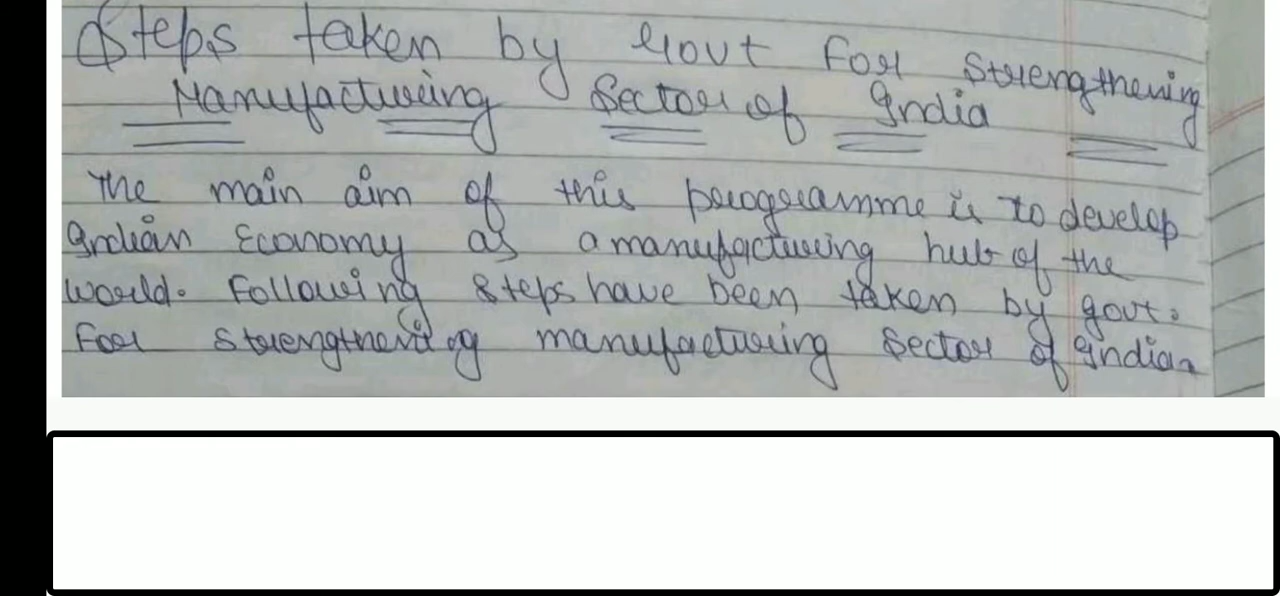 Steps taken by Govt For Strengthening
Manufacturing Sector of India
The main aim of this programme is to develop
Indian Economy as a manufacturing hub of the
world. Following steps have been taken by govt.
For strengthening manufacturing sector of Indian